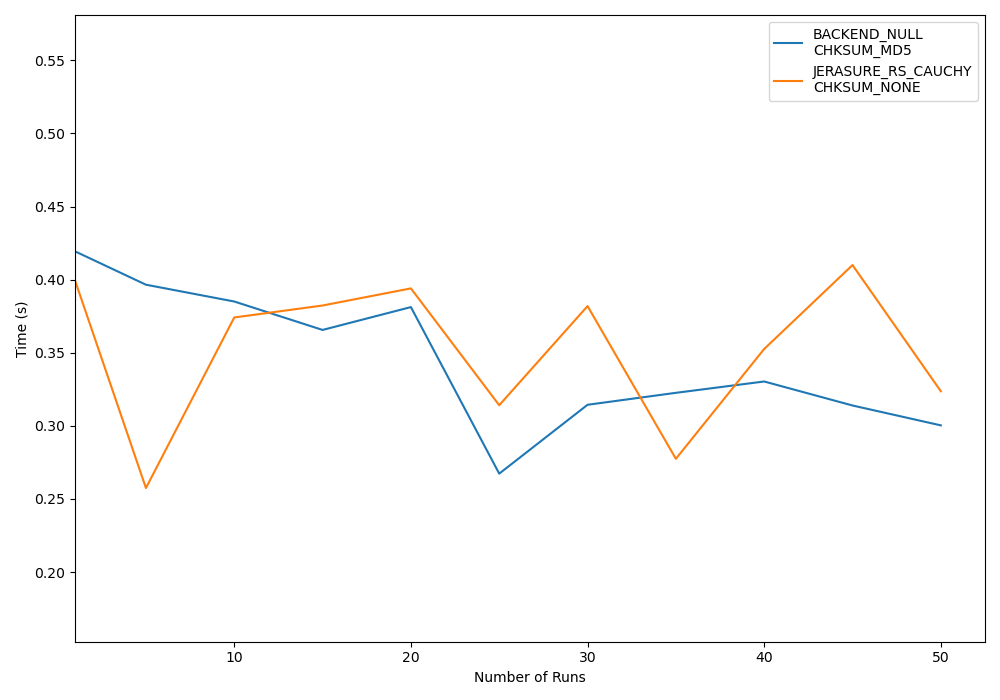 BACKEND_NULL
CHKSUM_MD5
JERASURE_RS_CAUCHY
CHKSUM_NONE
0.55
0.50
0.45
0.40
0.35
0.30
0.25
0.20
Time (s)
10 20 30 40 50
Number of Runs